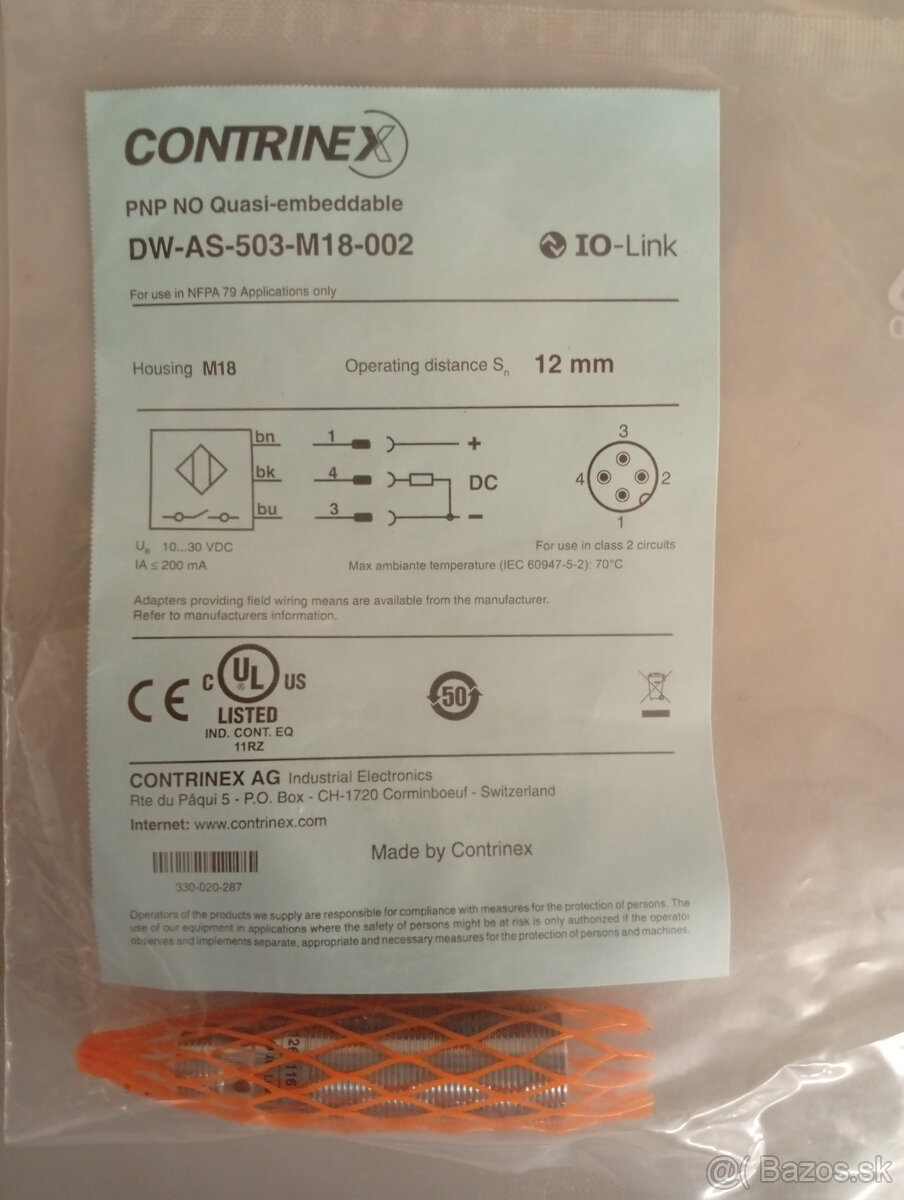 CONTRINEX
PNP NO Quasi-embeddable
DW-AS-503-M18-002
IO-Link
For use in NFPA 79 Applications only
Housing M18 Operating distance Sn 12 mm
bn 1 +
bk 4 DC
bu 3 -
3
4 2
1
UB 10...30 VDC
IA ≤ 200 mA
For use in class 2 circuits
Max ambiante temperature (IEC 60947-5-2): 70°C
Adapters providing field wiring means are available from the manufacturer.
Refer to manufacturers information.
CE
C UL US
®
LISTED
IND. CONT. EQ
11RZ
50
CONTRINEX AG Industrial Electronics
Rte du Pâqui 5 - P.O. Box - CH-1720 Corminboeuf - Switzerland
Internet: www.contrinex.com
Made by Contrinex
330-020-287
Operators of the products we supply are responsible for compliance with measures for the protection of persons. The
use of our equipment in applications where the safety of persons might be at risk is only authorized if the operator
observes and implements separate, appropriate and necessary measures for the protection of persons and machines.
@( Bazos.sk